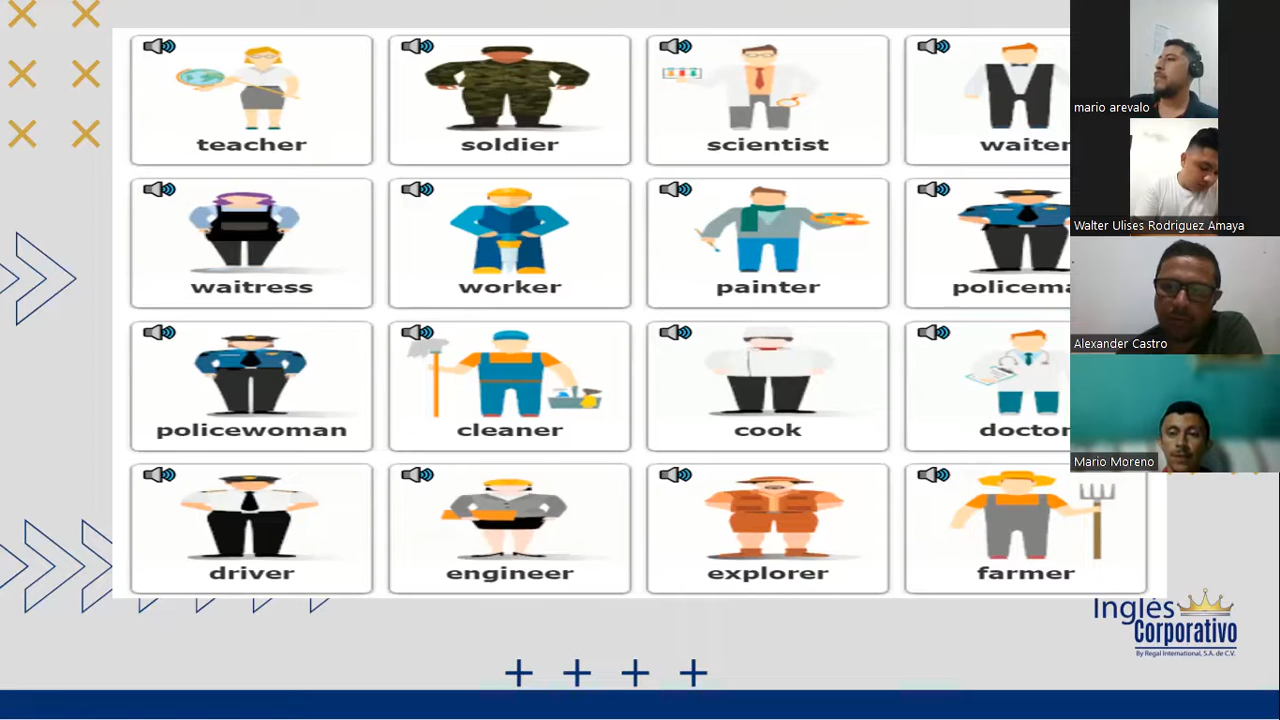 teacher
soldier
scientist
waiter
mario arevalo
Walter Ulises Rodriguez Amaya
waitress
worker
painter
policema
Alexander Castro
policewoman
cleaner
cook
doctor
Mario Moreno
driver
engineer
explorer
farmer
Inglés
Corporativo
By Regal International, S.A. de C.V.